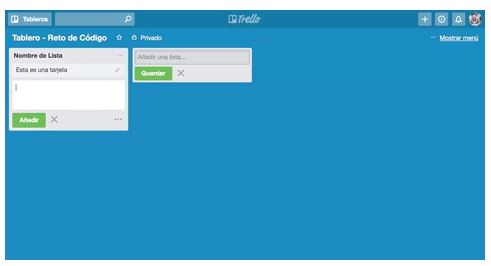 Tableros
Trello
Tablero - Reto de Código
Privado
Mostrar menú
Nombre de Lista
Esta es una tarjeta
Añadir
Añadir una lista...
Guardar